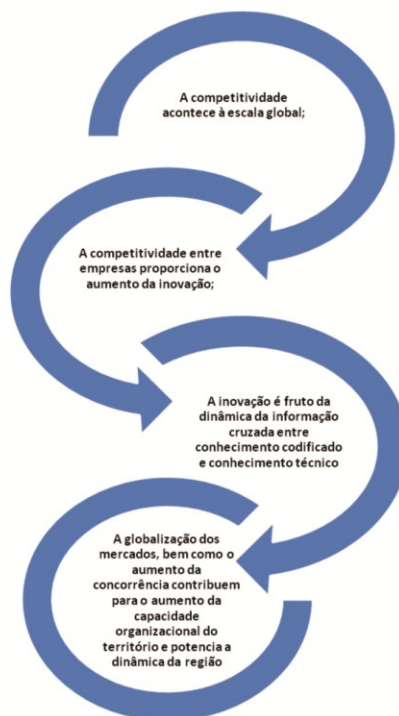 A competitividade
acontece à escala global;
A competitividade entre
empresas proporciona o
aumento da inovação;
A inovação é fruto da
dinâmica da informação
cruzada entre
conhecimento codificado
e conhecimento técnico
A globalização dos
mercados, bem como o
aumento da
concorrência contribuem
para o aumento da
capacidade
organizacional do
território e potencia a
dinâmica da região